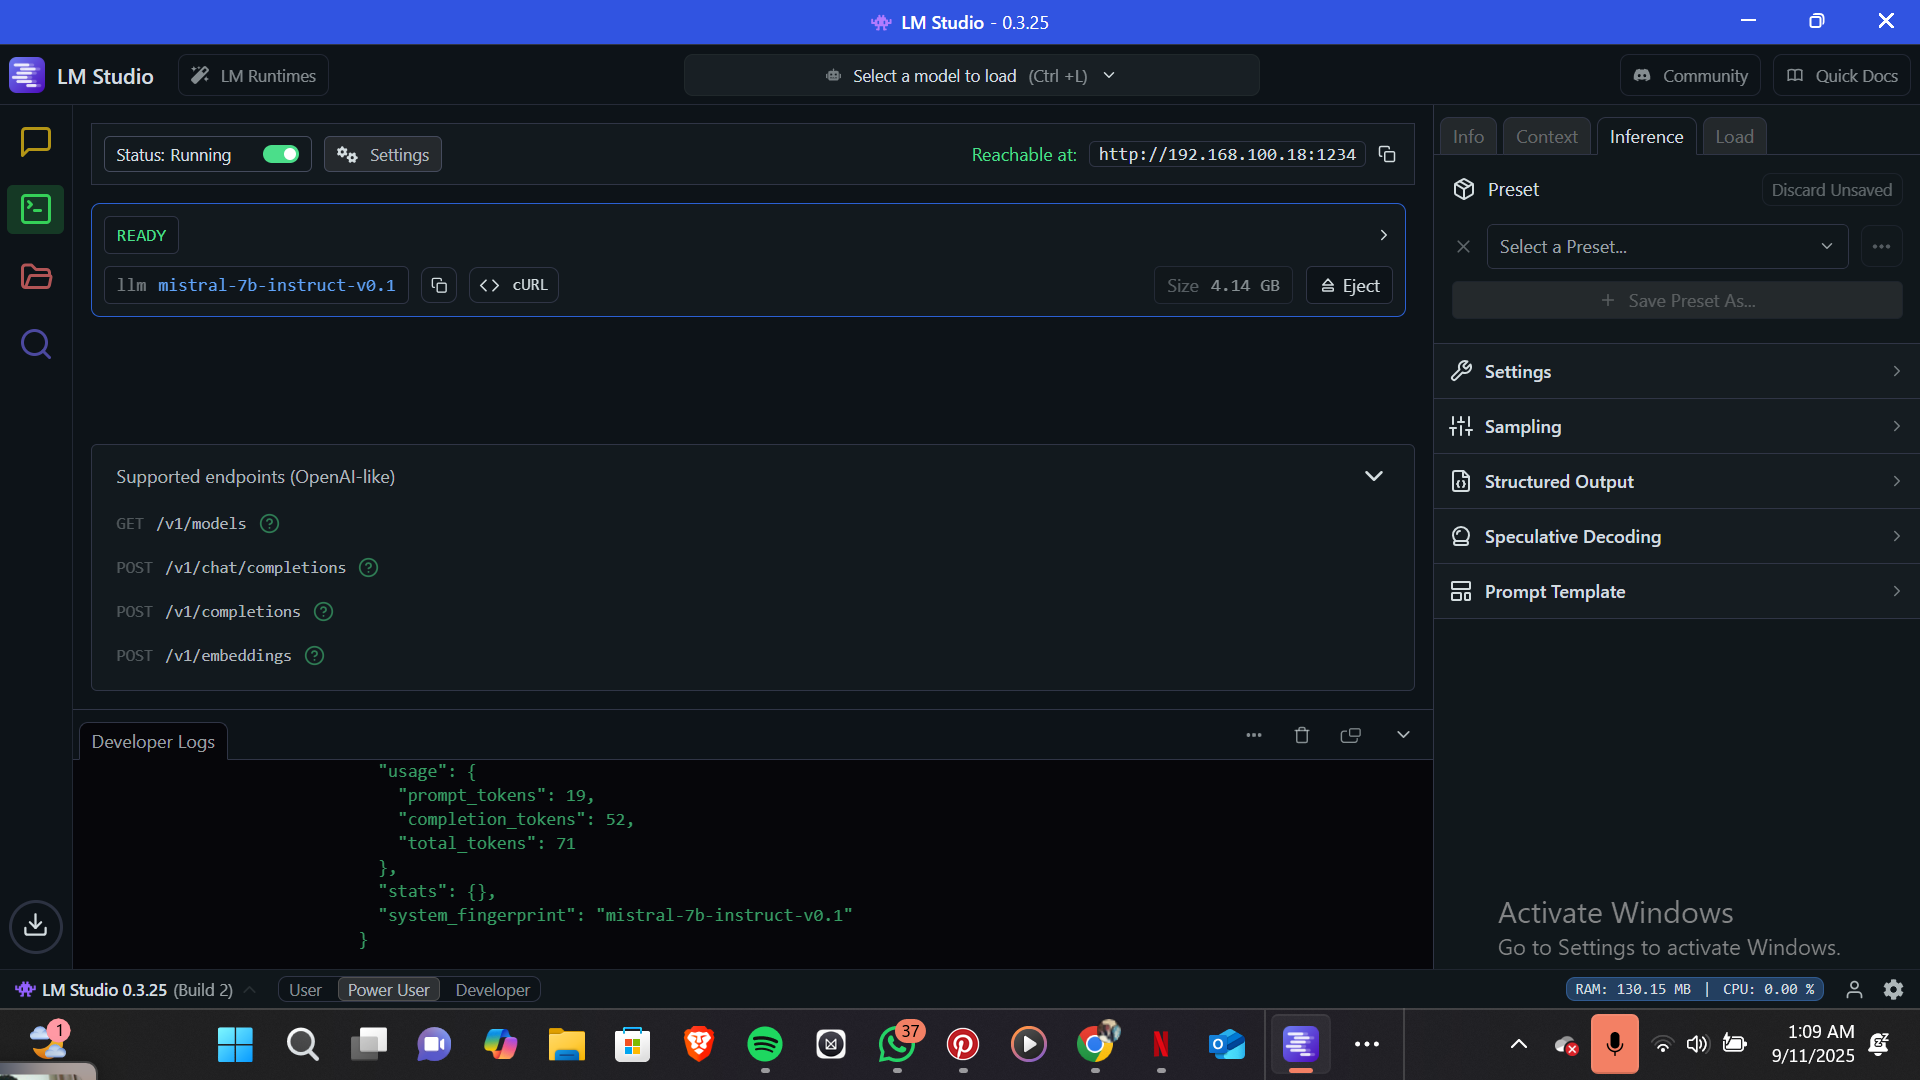 LM Studio - 0.3.25
LM Studio
LM Runtimes
Select a model to load (Ctrl +L)
Community
Quick Docs
Status: Running
Settings
Reachable at: http://192.168.100.18:1234
READY
llm mistral-7b-instruct-v0.1
cURL
Size 4.14 GB
Eject
Supported endpoints (OpenAI-like)
GET /v1/models ?
POST /v1/chat/completions ?
POST /v1/completions ?
POST /v1/embeddings ?
Developer Logs
"usage": {
"prompt_tokens": 19,
"completion_tokens": 52,
"total_tokens": 71
},
"stats": {},
"system_fingerprint": "mistral-7b-instruct-v0.1"
}
Info
Context
Inference
Load
Preset
Discard Unsaved
Select a Preset...
+ Save Preset As...
Settings
Sampling
Structured Output
Speculative Decoding
Prompt Template
Activate Windows
Go to Settings to activate Windows.
LM Studio 0.3.25 (Build 2)
User
Power User
Developer
RAM: 130.15 MB | CPU: 0.00 %
1
37
1:09 AM
9/11/2025